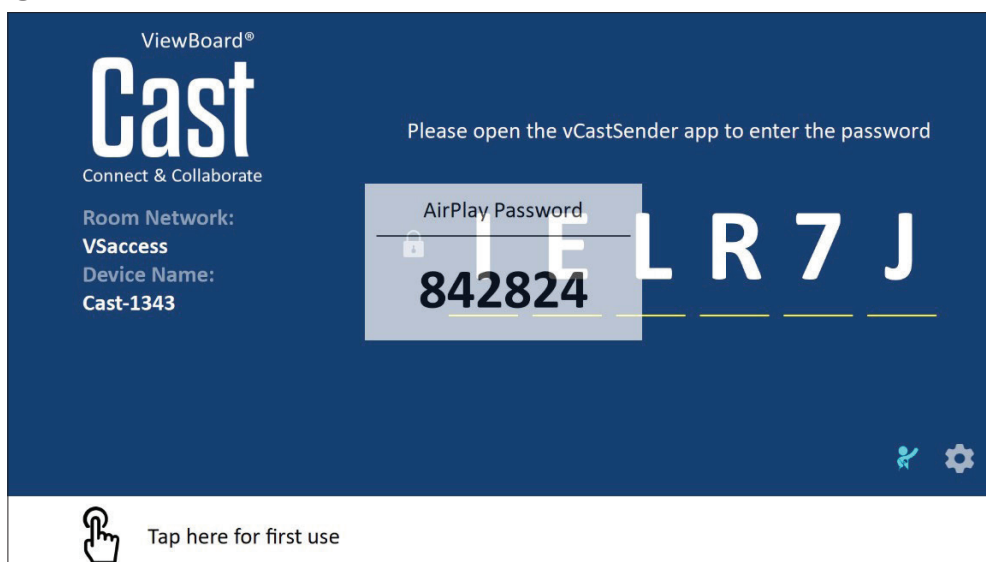 ViewBoard®
Cast
Connect & Collaborate
Room Network:
VSaccess
Device Name:
Cast-1343
Please open the vCastSender app to enter the password
AirPlay Password
842824
I E L R 7 J
Tap here for first use